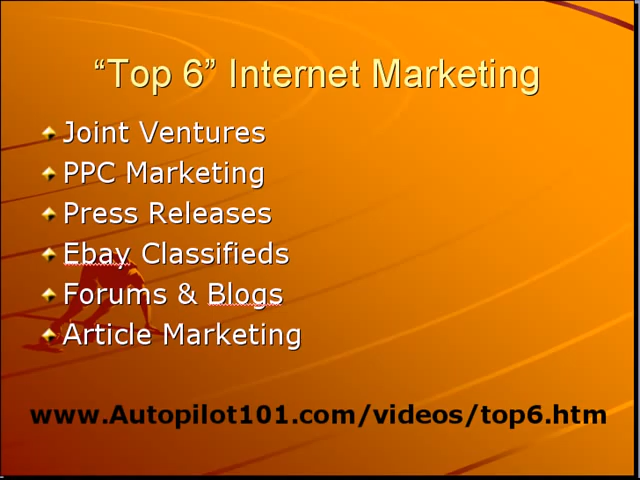 “Top 6” Internet Marketing
Joint Ventures
PPC Marketing
Press Releases
Ebay Classifieds
Forums & Blogs
Article Marketing
www.Autopilot101.com/videos/top6.htm